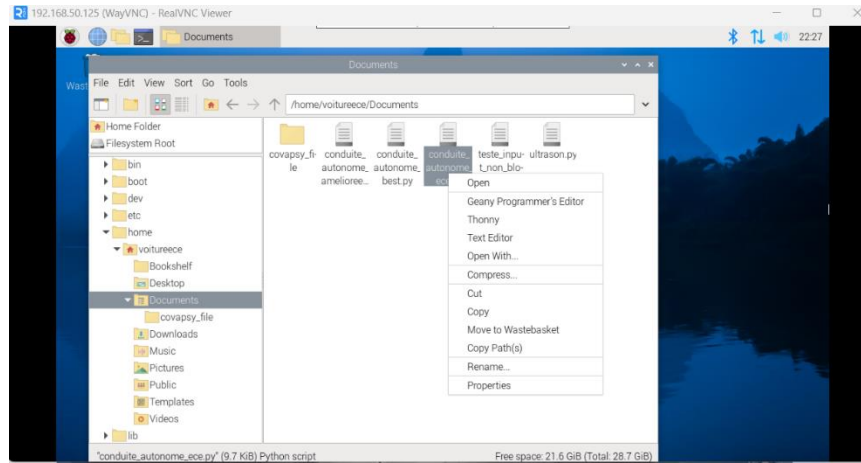 192.168.50.125 (WayVNC) - RealVNC Viewer
Documents
22:27
Documents
File Edit View Sort Go Tools
/home/voitureece/Documents
Home Folder
Filesystem Root
bin
boot
dev
etc
home
voitureece
Bookshelf
Desktop
Documents
covapsy_file
Downloads
Music
Pictures
Public
Templates
Videos
lib
covapsy_fi-
le
conduite_
autonome_
amelioree...
conduite_
autonome_
best.py
conduite_
autonome_
teste_inpu-
t_non_blo-
ultrason.py
Open
Geany Programmer's Editor
Thonny
Text Editor
Open With...
Compress...
Cut
Copy
Move to Wastebasket
Copy Path(s)
Rename...
Properties
"conduite_autonome_ece.py" (9.7 KiB) Python script
Free space: 21.6 GiB (Total: 28.7 GiB)